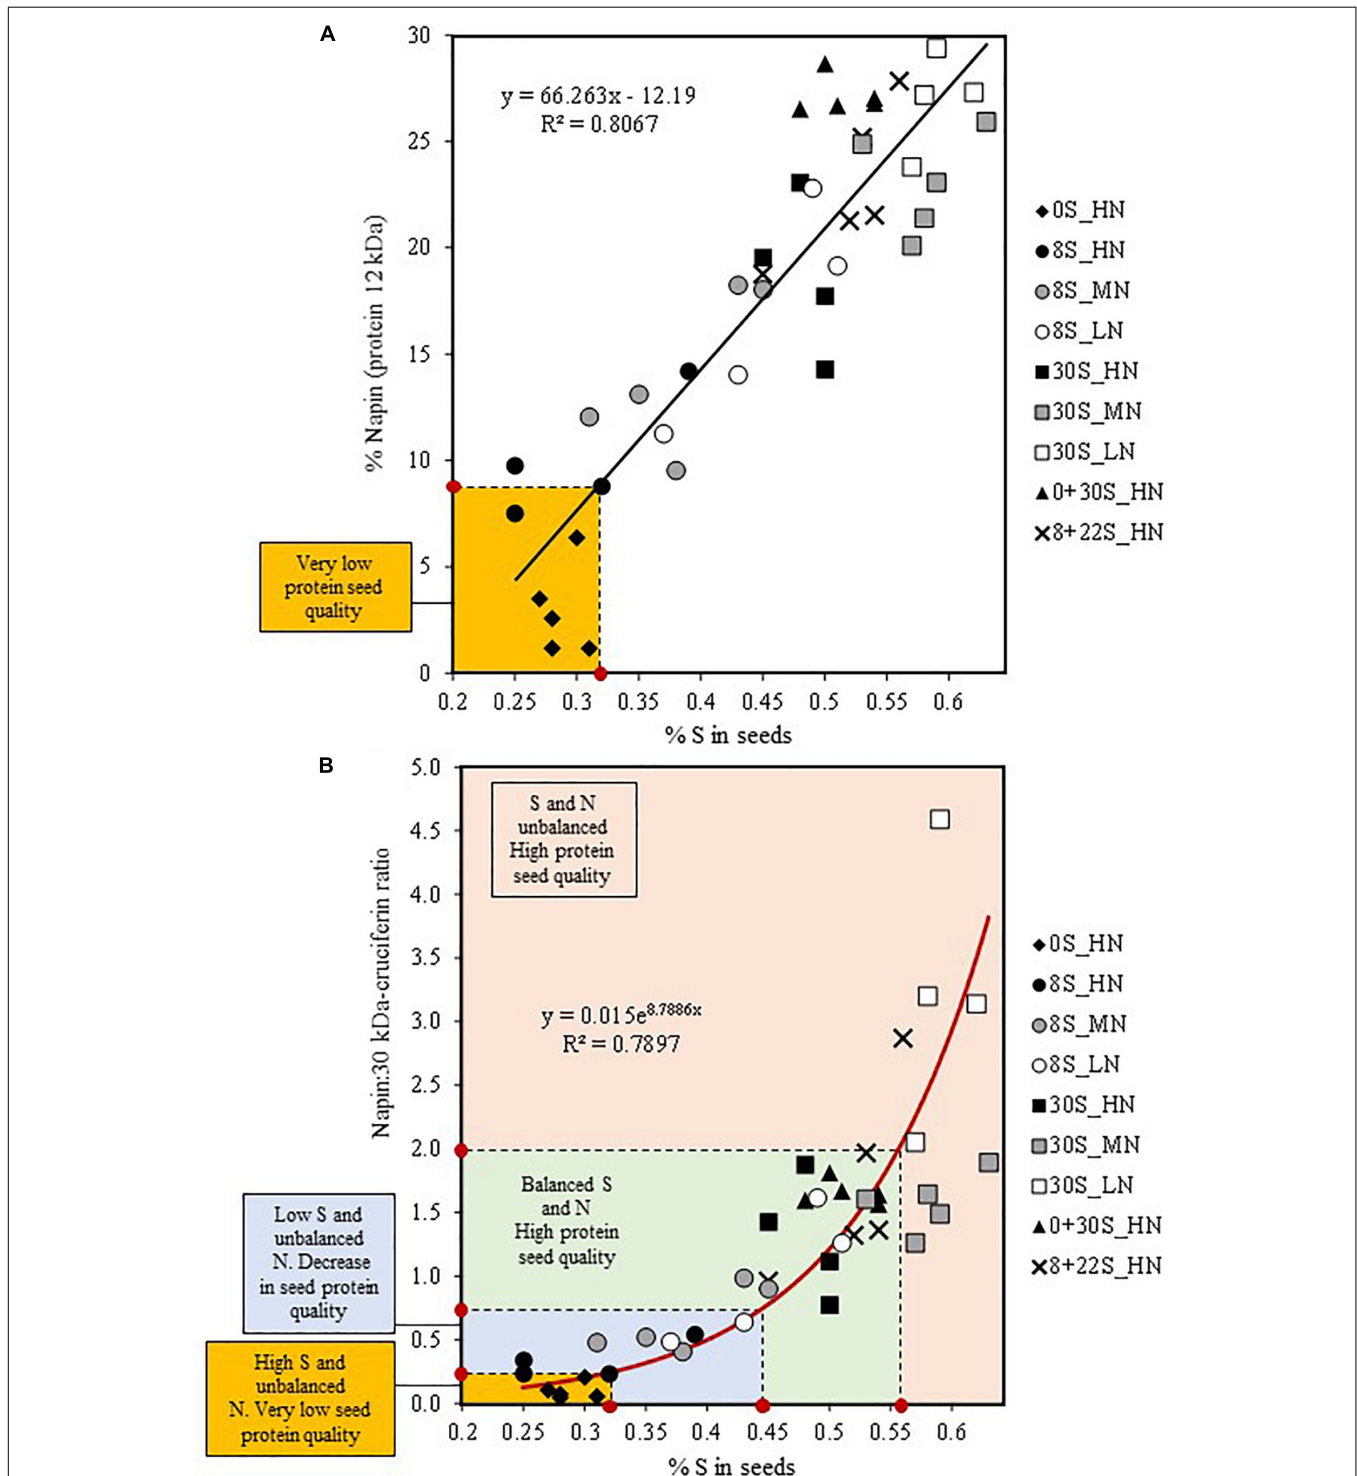 A
30
25
20
15
10
5
0
% Napin (protein 12 kDa)
y = 66.263x - 12.19
R² = 0.8067
Very low
protein seed
quality
0.2 0.25 0.3 0.35 0.4 0.45 0.5 0.55 0.6
% S in seeds
0S_HN
8S_HN
8S_MN
8S_LN
30S_HN
30S_MN
30S_LN
0+30S_HN
8+22S_HN
B
5.0
4.5
4.0
3.5
3.0
2.5
2.0
1.5
1.0
0.5
0.0
Napin:30 kDa-cruciferin ratio
S and N
unbalanced
High protein
seed quality
y = 0.015e^8.7886x
R² = 0.7897
Balanced S
and N
High protein
seed quality
Low S and
unbalanced
N. Decrease
in seed protein
quality
High S and
unbalanced
N. Very low seed
protein quality
0.2 0.25 0.3 0.35 0.4 0.45 0.5 0.55 0.6
% S in seeds
0S_HN
8S_HN
8S_MN
8S_LN
30S_HN
30S_MN
30S_LN
0+30S_HN
8+22S_HN